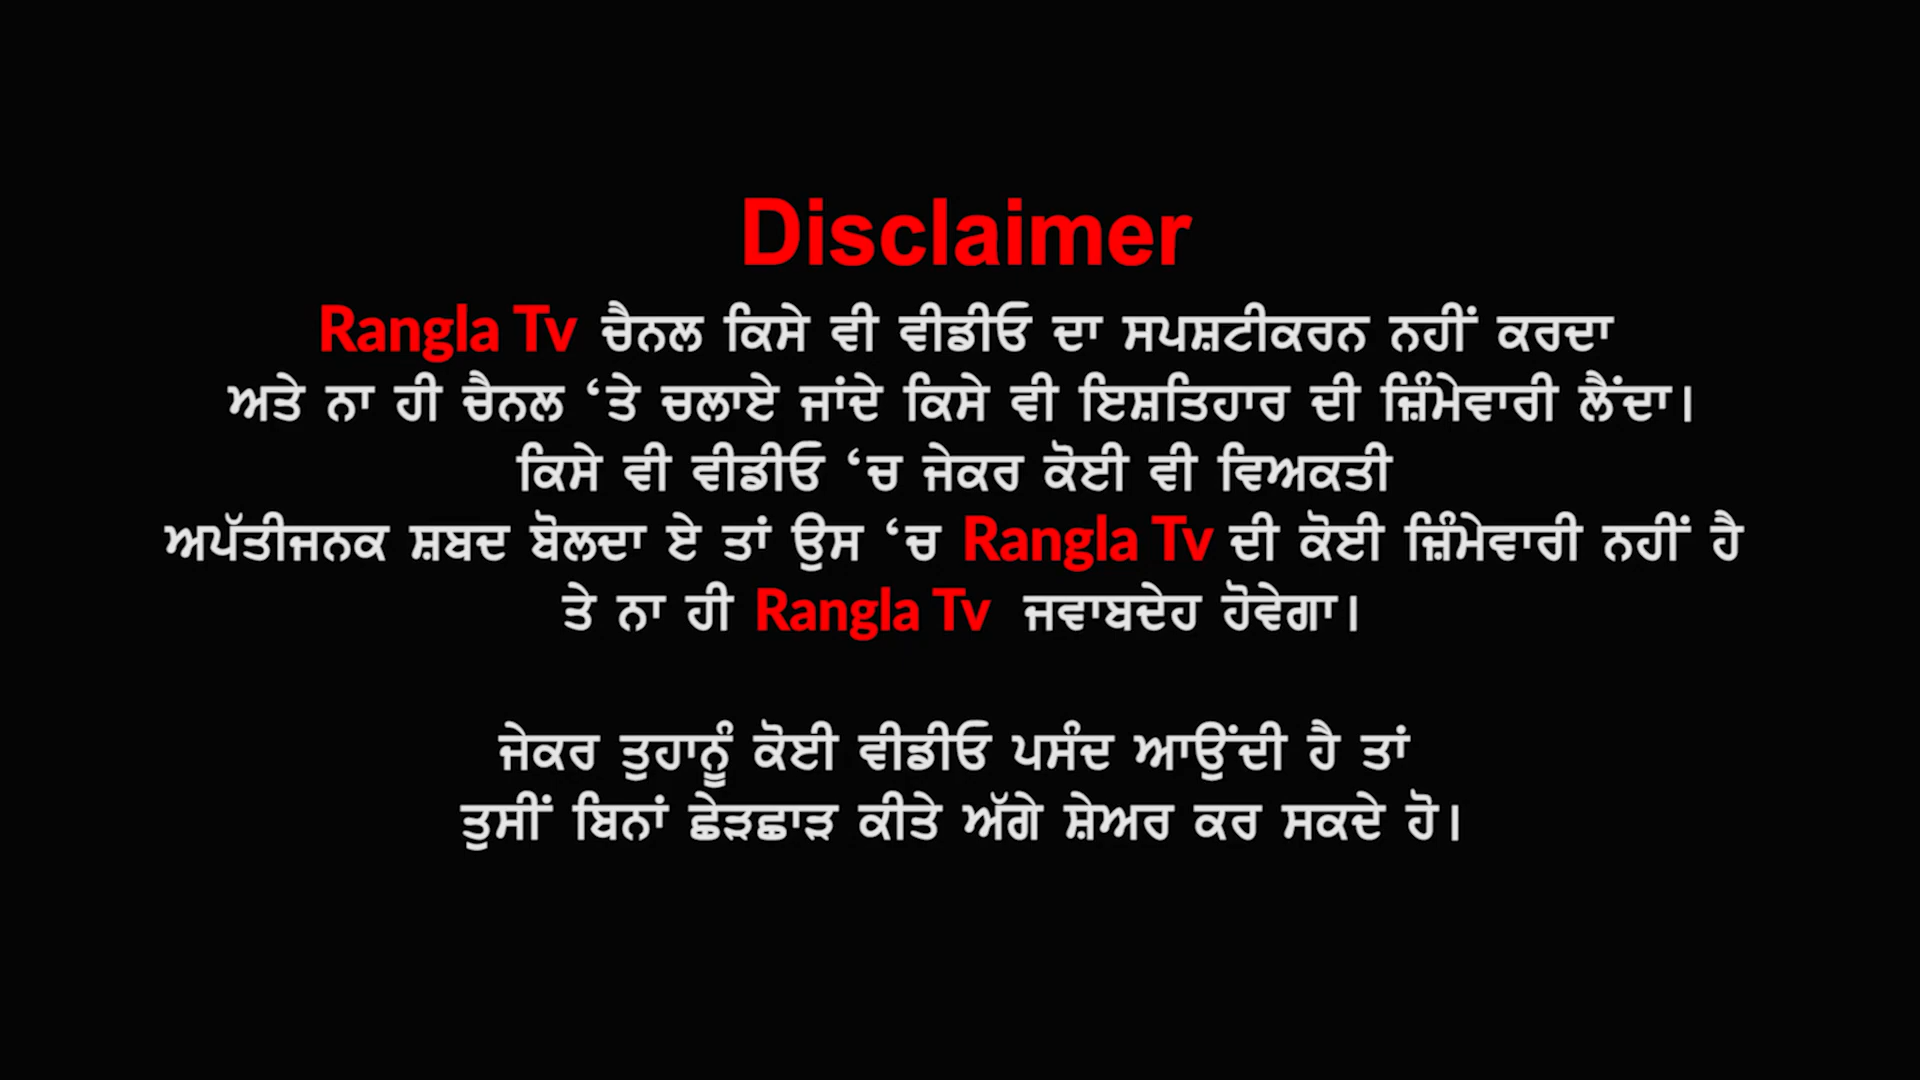 Disclaimer
Rangla Tv ਚੈਨਲ ਕਿਸੇ ਵੀ ਵੀਡੀਓ ਦਾ ਸਪਸ਼ਟੀਕਰਨ ਨਹੀਂ ਕਰਦਾ
ਅਤੇ ਨਾ ਹੀ ਚੈਨਲ ‘ਤੇ ਚਲਾਏ ਜਾਂਦੇ ਕਿਸੇ ਵੀ ਇਸ਼ਤਿਹਾਰ ਦੀ ਜ਼ਿੰਮੇਵਾਰੀ ਲੈਂਦਾ।
ਕਿਸੇ ਵੀ ਵੀਡੀਓ ‘ਚ ਜੇਕਰ ਕੋਈ ਵੀ ਵਿਅਕਤੀ
ਅਪੱਤੀਜਨਕ ਸ਼ਬਦ ਬੋਲਦਾ ਏ ਤਾਂ ਉਸ ‘ਚ Rangla Tv ਦੀ ਕੋਈ ਜ਼ਿੰਮੇਵਾਰੀ ਨਹੀਂ ਹੈ
ਤੇ ਨਾ ਹੀ Rangla Tv ਜਵਾਬਦੇਹ ਹੋਵੇਗਾ।
ਜੇਕਰ ਤੁਹਾਨੂੰ ਕੋਈ ਵੀਡੀਓ ਪਸੰਦ ਆਉਂਦੀ ਹੈ ਤਾਂ
ਤੁਸੀਂ ਬਿਨਾਂ ਛੇੜਛਾੜ ਕੀਤੇ ਅੱਗੇ ਸ਼ੇਅਰ ਕਰ ਸਕਦੇ ਹੋ।